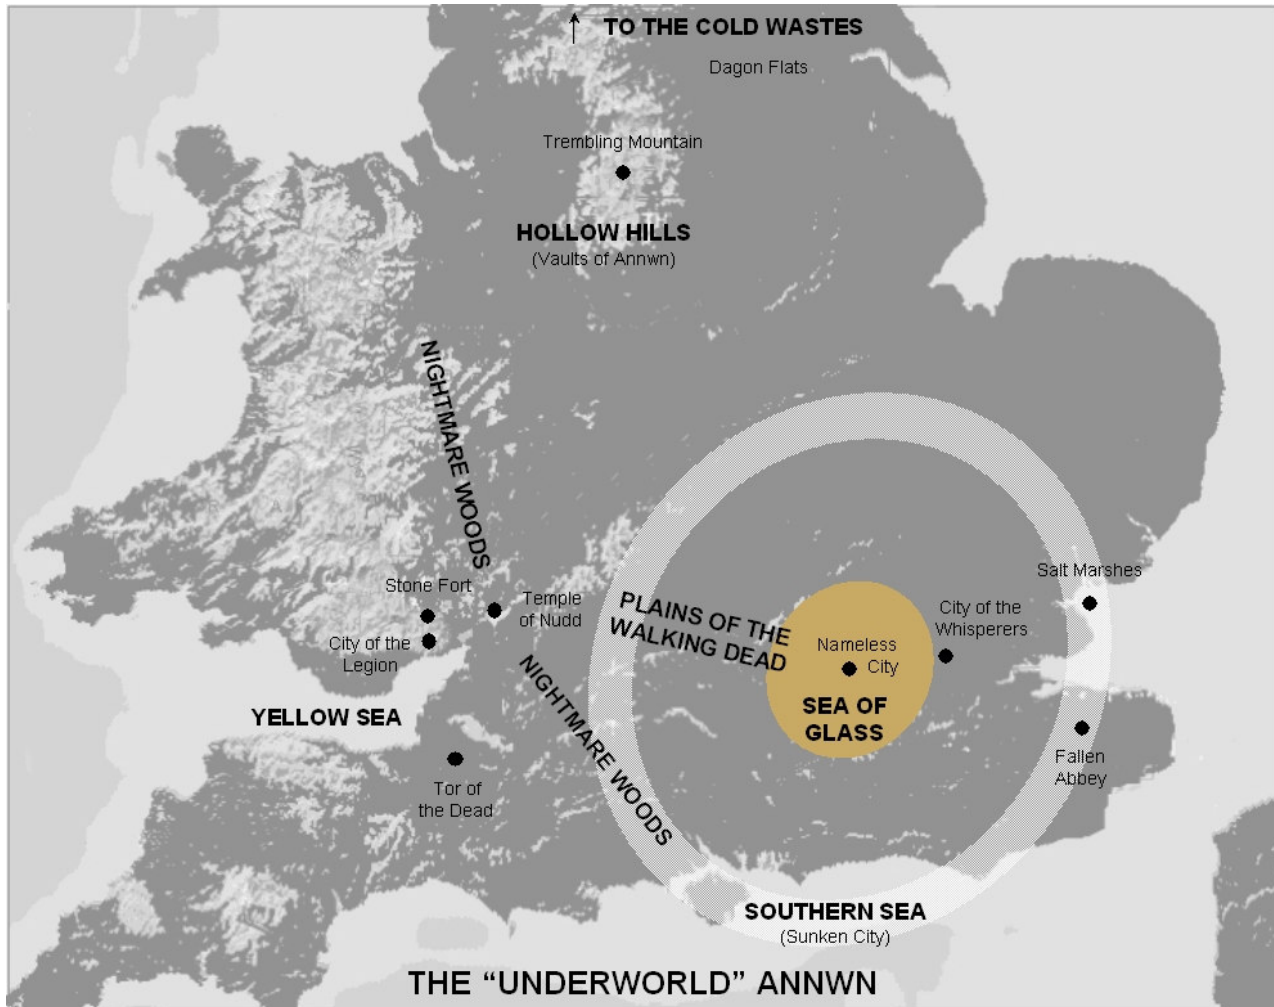 TO THE COLD WASTES
Dagon Flats
Trembling Mountain
HOLLOW HILLS
(Vaults of Annwn)
NIGHTMARE WOODS
Stone Fort
Temple
of Nudd
City of the
Legion
PLAINS OF THE
WALKING DEAD
Salt Marshes
City of the
Whisperers
Nameless
City
SEA OF
GLASS
NIGHTMARE WOODS
YELLOW SEA
Tor of
the Dead
Fallen
Abbey
SOUTHERN SEA
(Sunken City)
THE “UNDERWORLD” ANNWN